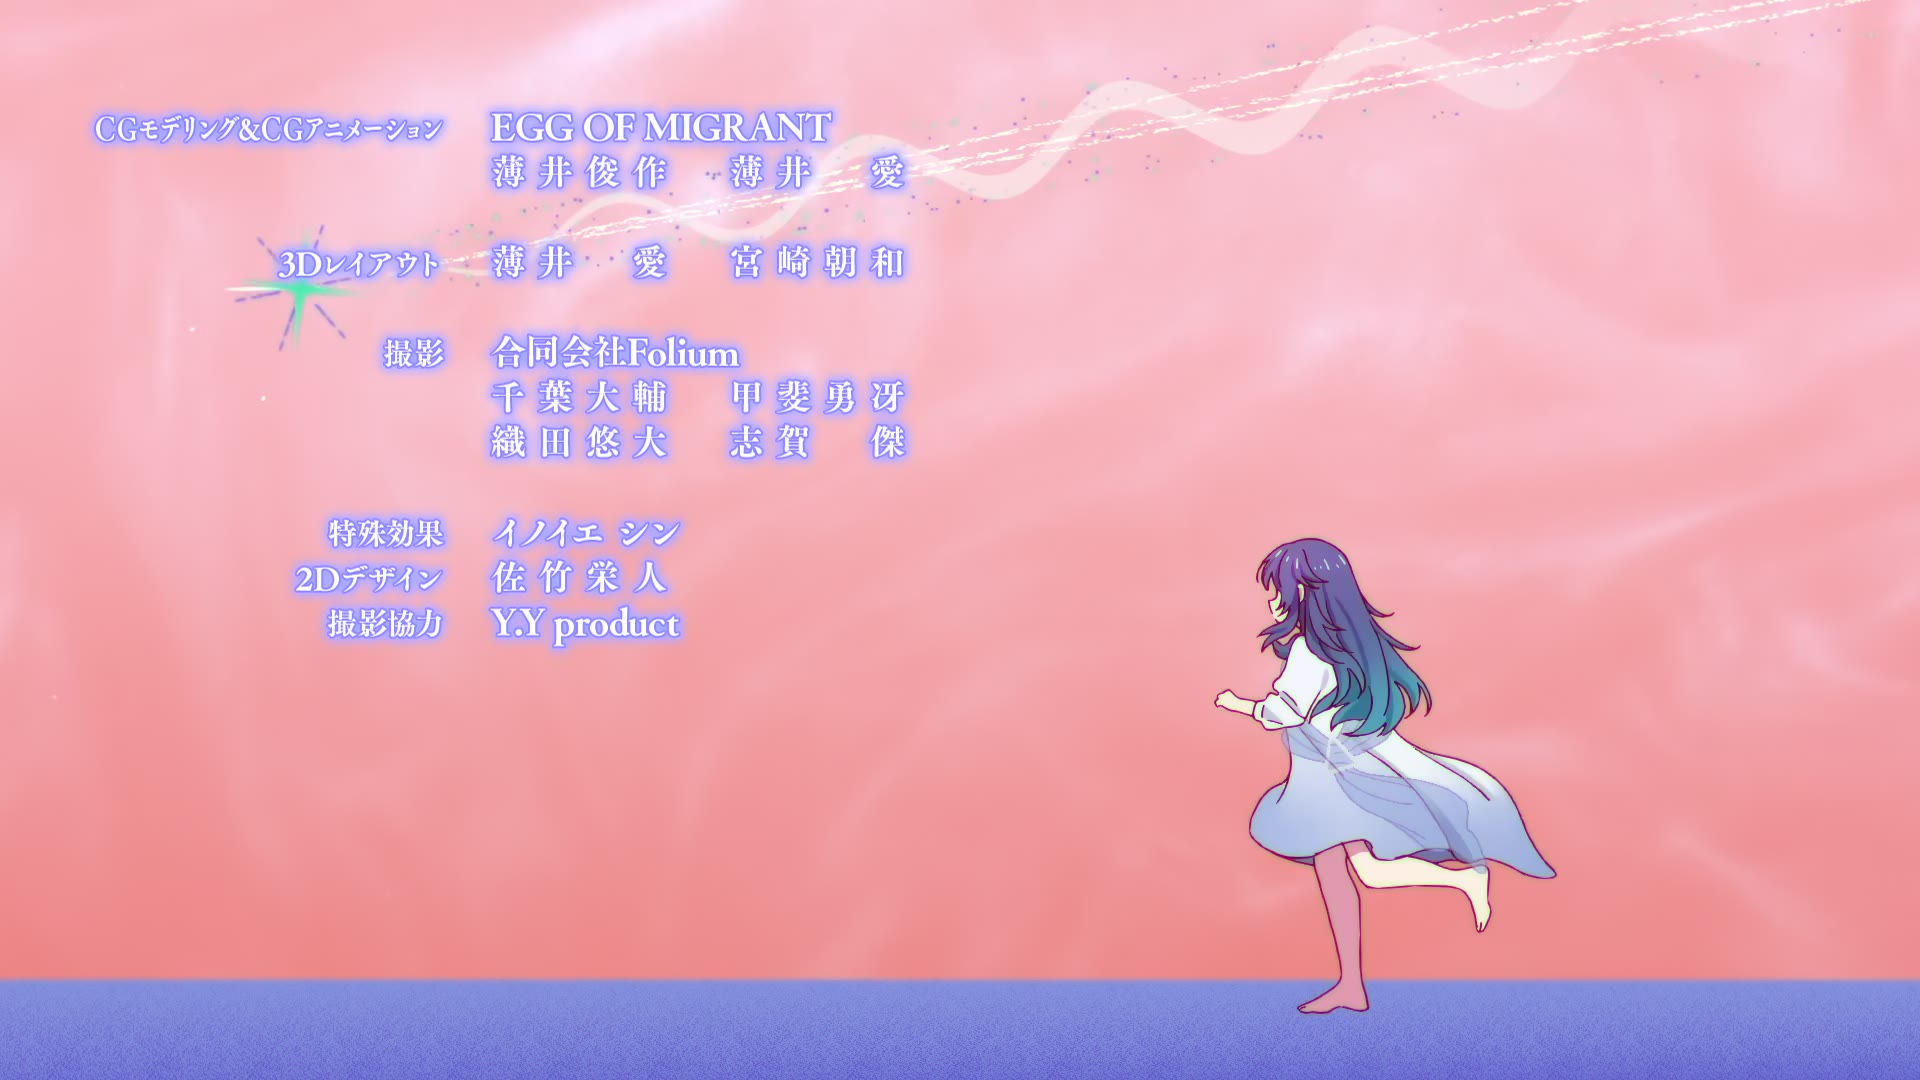 CGモデリング&CGアニメーション EGG OF MIGRANT
薄井俊作 薄井 愛
3Dレイアウト 薄井 愛 宮崎朝和
撮影 合同会社Folium
千葉大輔 甲斐勇冴
織田悠大 志賀 傑
特殊効果 イノイエ シン
2Dデザイン 佐竹栄人
撮影協力 Y.Y product